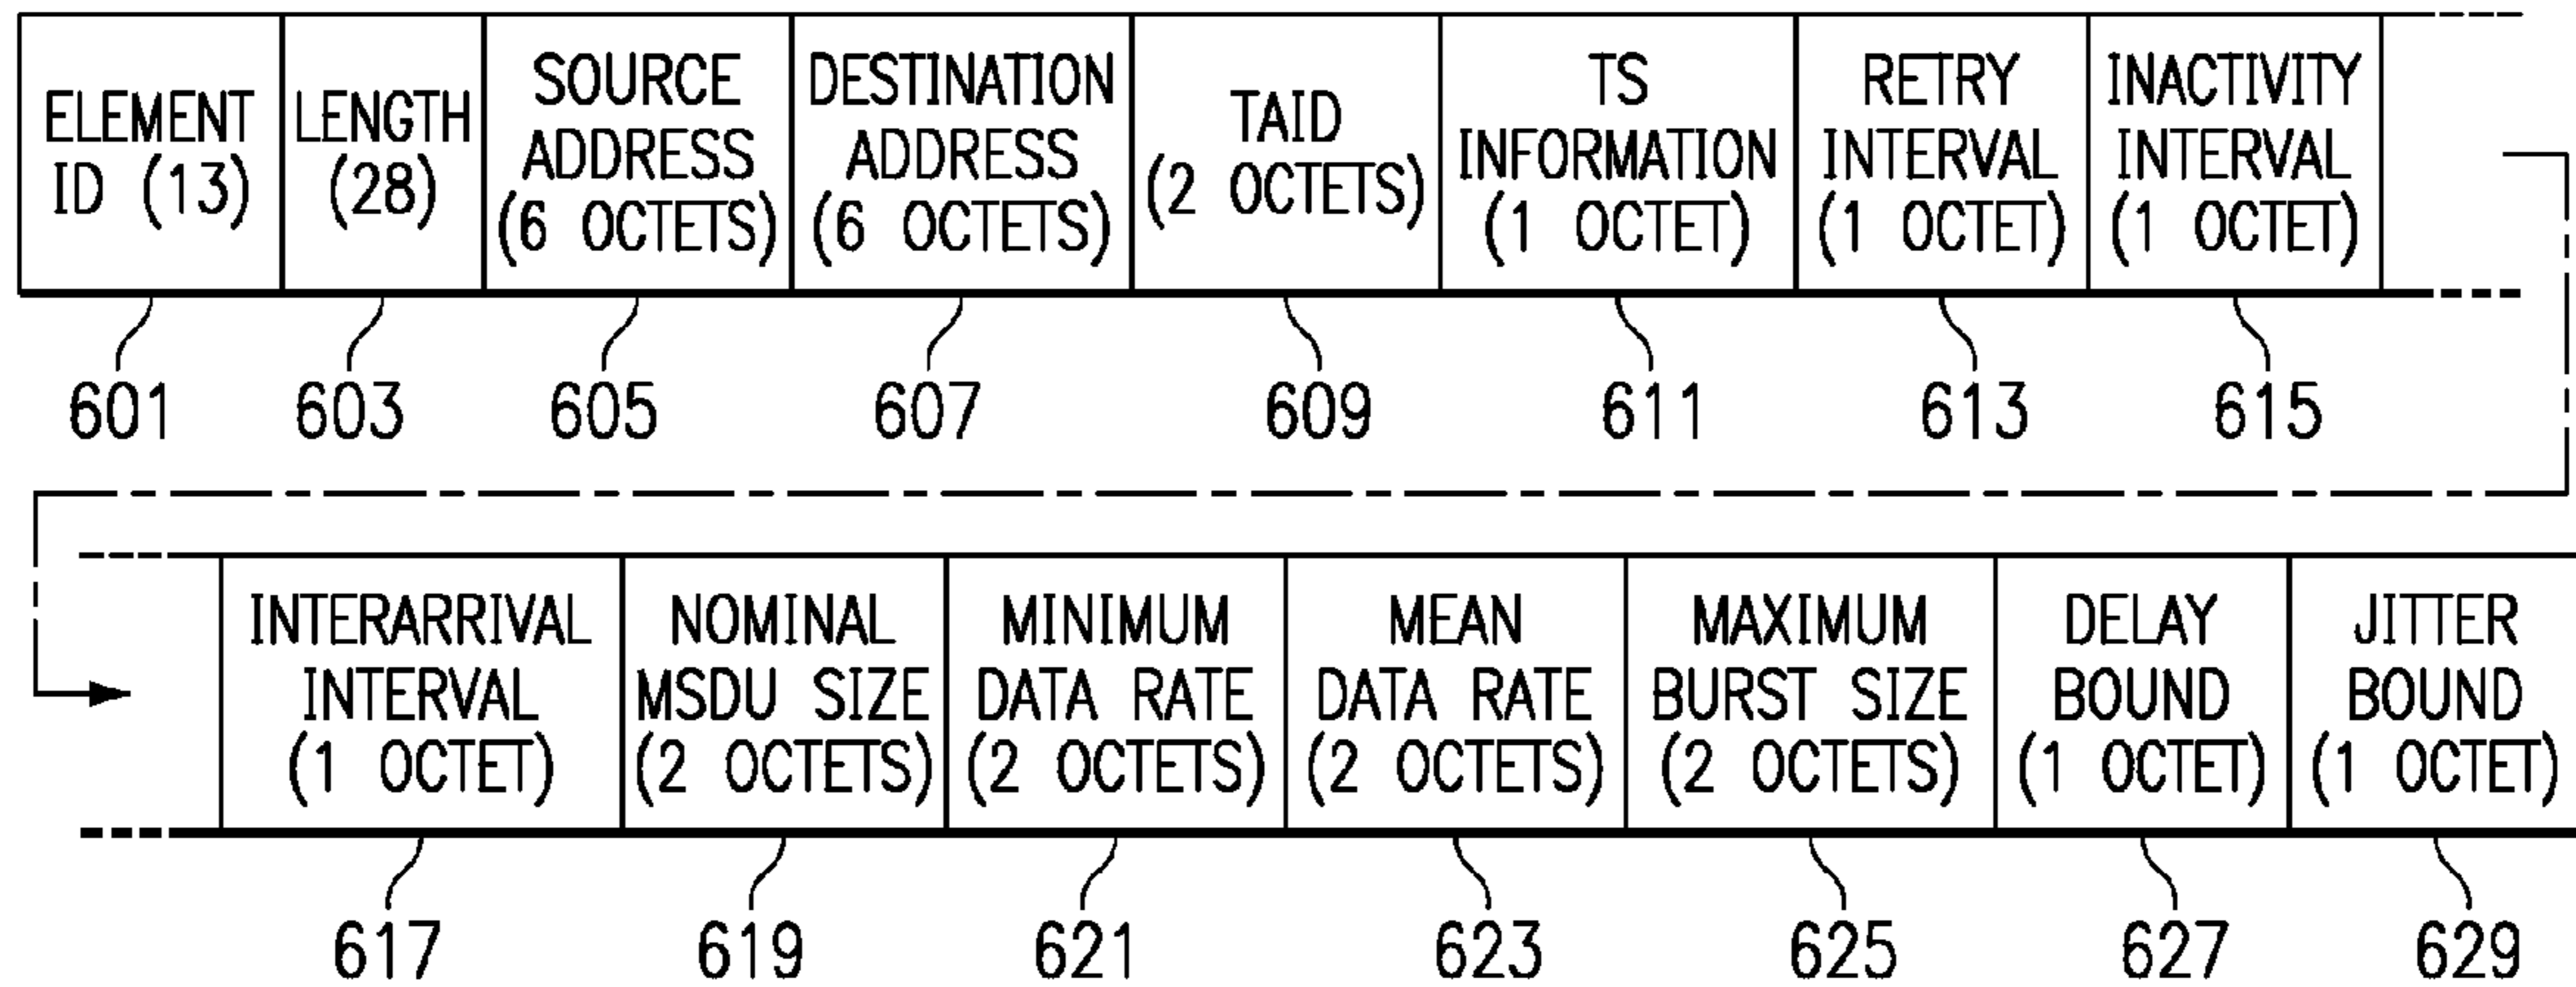 ELEMENT
ID (13)
LENGTH
(28)
SOURCE
ADDRESS
(6 OCTETS)
DESTINATION
ADDRESS
(6 OCTETS)
TAID
(2 OCTETS)
TS
INFORMATION
(1 OCTET)
RETRY
INTERVAL
(1 OCTET)
INACTIVITY
INTERVAL
(1 OCTET)
601
603
605
607
609
611
613
615
INTERARRIVAL
INTERVAL
(1 OCTET)
NOMINAL
MSDU SIZE
(2 OCTETS)
MINIMUM
DATA RATE
(2 OCTETS)
MEAN
DATA RATE
(2 OCTETS)
MAXIMUM
BURST SIZE
(2 OCTETS)
DELAY
BOUND
(1 OCTET)
JITTER
BOUND
(1 OCTET)
617
619
621
623
625
627
629